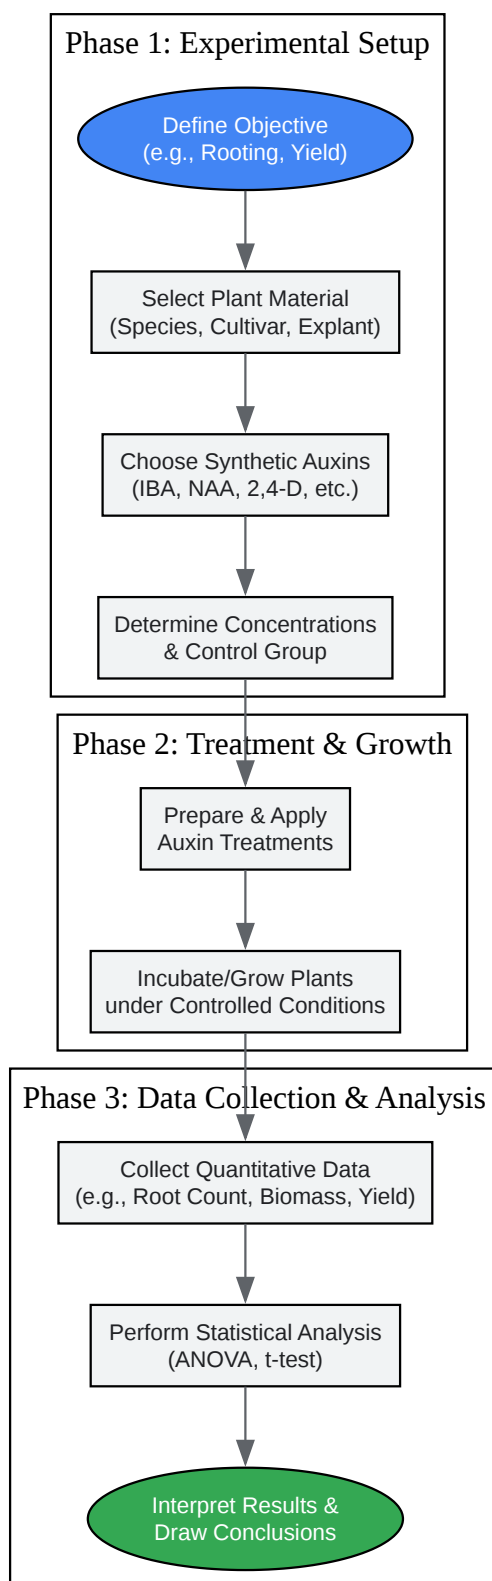 Phase 1: Experimental Setup
Define Objective
(e.g., Rooting, Yield)
Select Plant Material
(Species, Cultivar, Explant)
Choose Synthetic Auxins
(IBA, NAA, 2,4-D, etc.)
Determine Concentrations
& Control Group
Phase 2: Treatment & Growth
Prepare & Apply
Auxin Treatments
Incubate/Grow Plants
under Controlled Conditions
Phase 3: Data Collection & Analysis
Collect Quantitative Data
(e.g., Root Count, Biomass, Yield)
Perform Statistical Analysis
(ANOVA, t-test)
Interpret Results &
Draw Conclusions